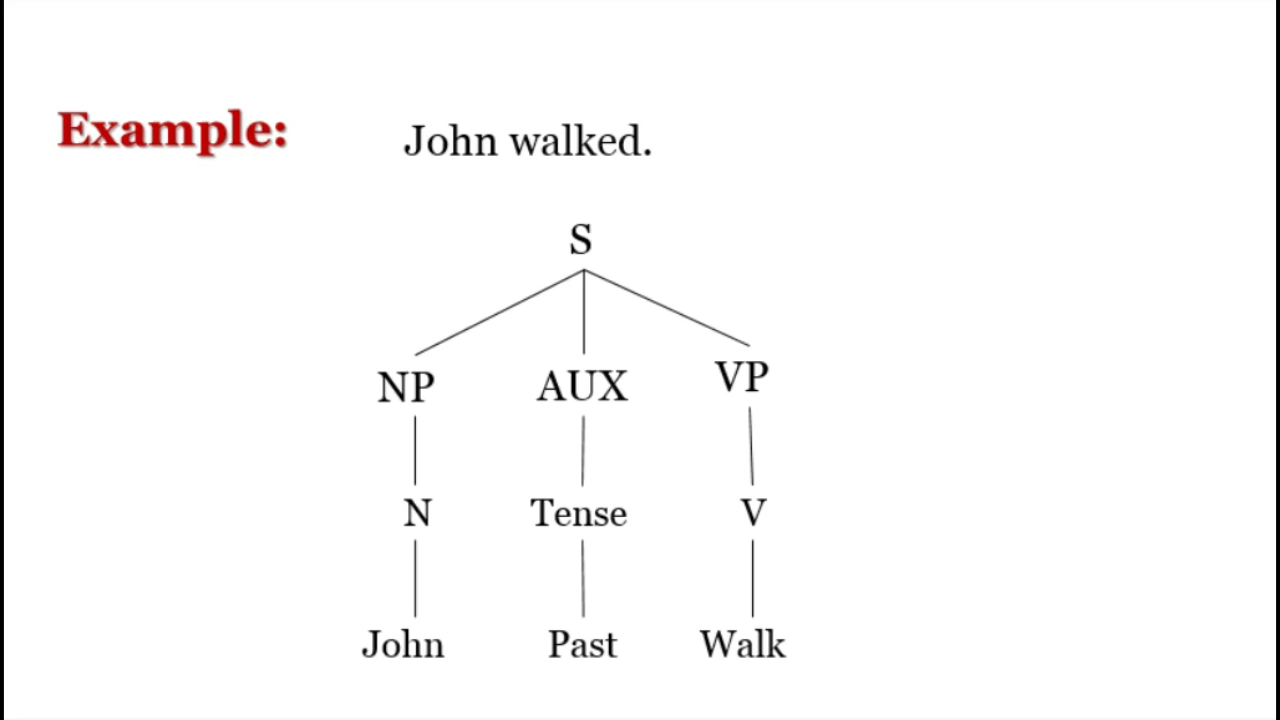 Example: John walked.
S
NP AUX VP
N Tense V
John Past Walk